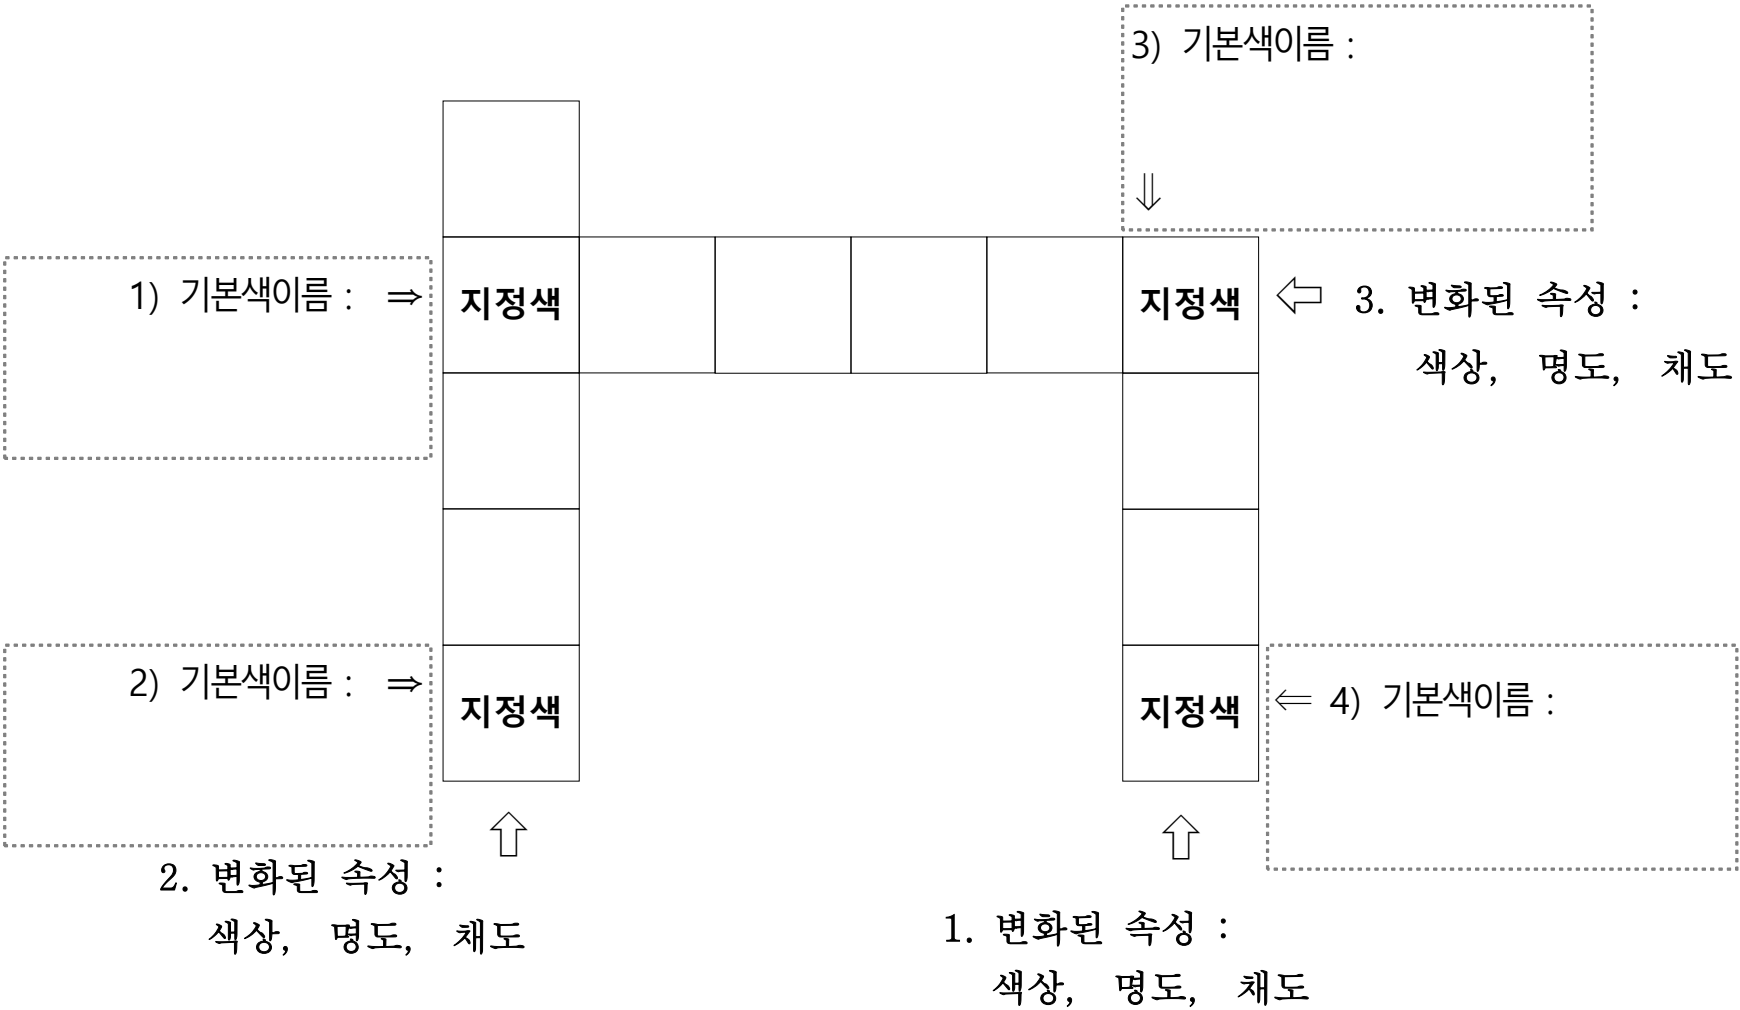 3) 기본색이름 :
⇓
1) 기본색이름 : ⇒
지정색
지정색
⇦ 3. 변화된 속성 :
색상, 명도, 채도
2) 기본색이름 : ⇒
지정색
지정색
⇐ 4) 기본색이름 :
⇧
⇧
2. 변화된 속성 :
색상, 명도, 채도
1. 변화된 속성 :
색상, 명도, 채도